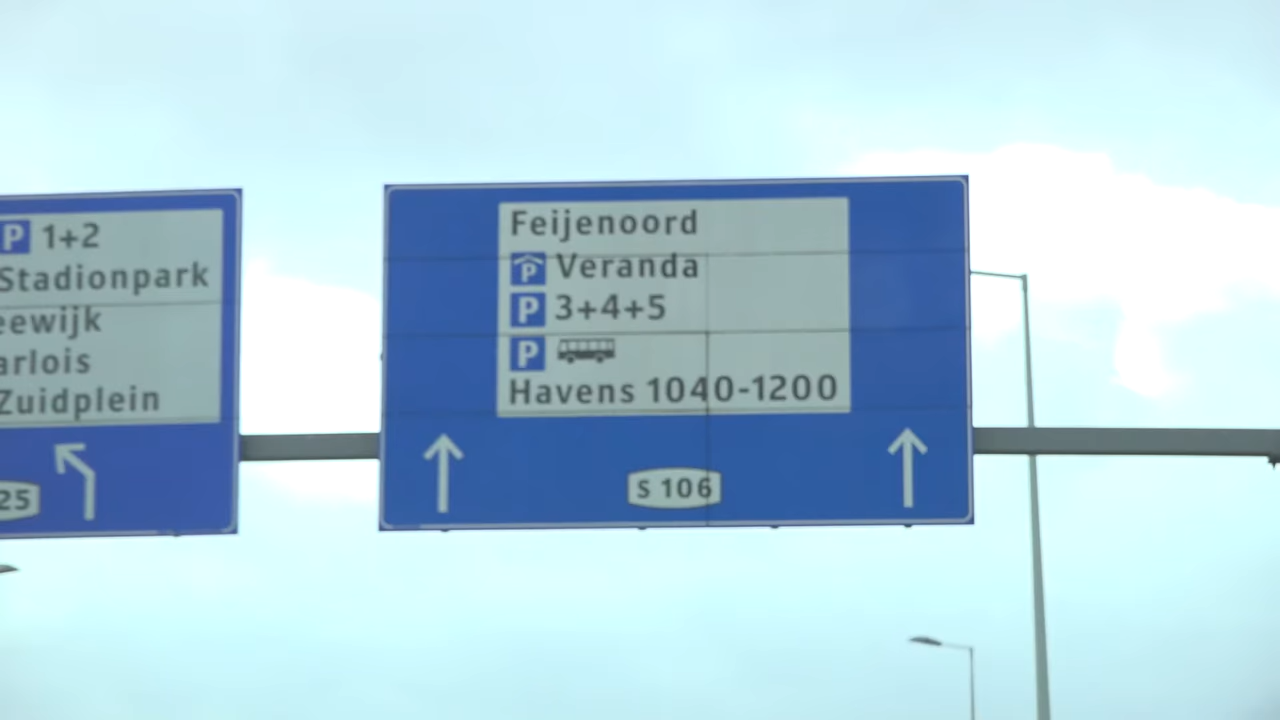 P 1+2
Stadionpark
eewijk
arlois
Zuidplein
25
Feijenoord
P Veranda
P 3+4+5
P
Havens 1040-1200
S 106